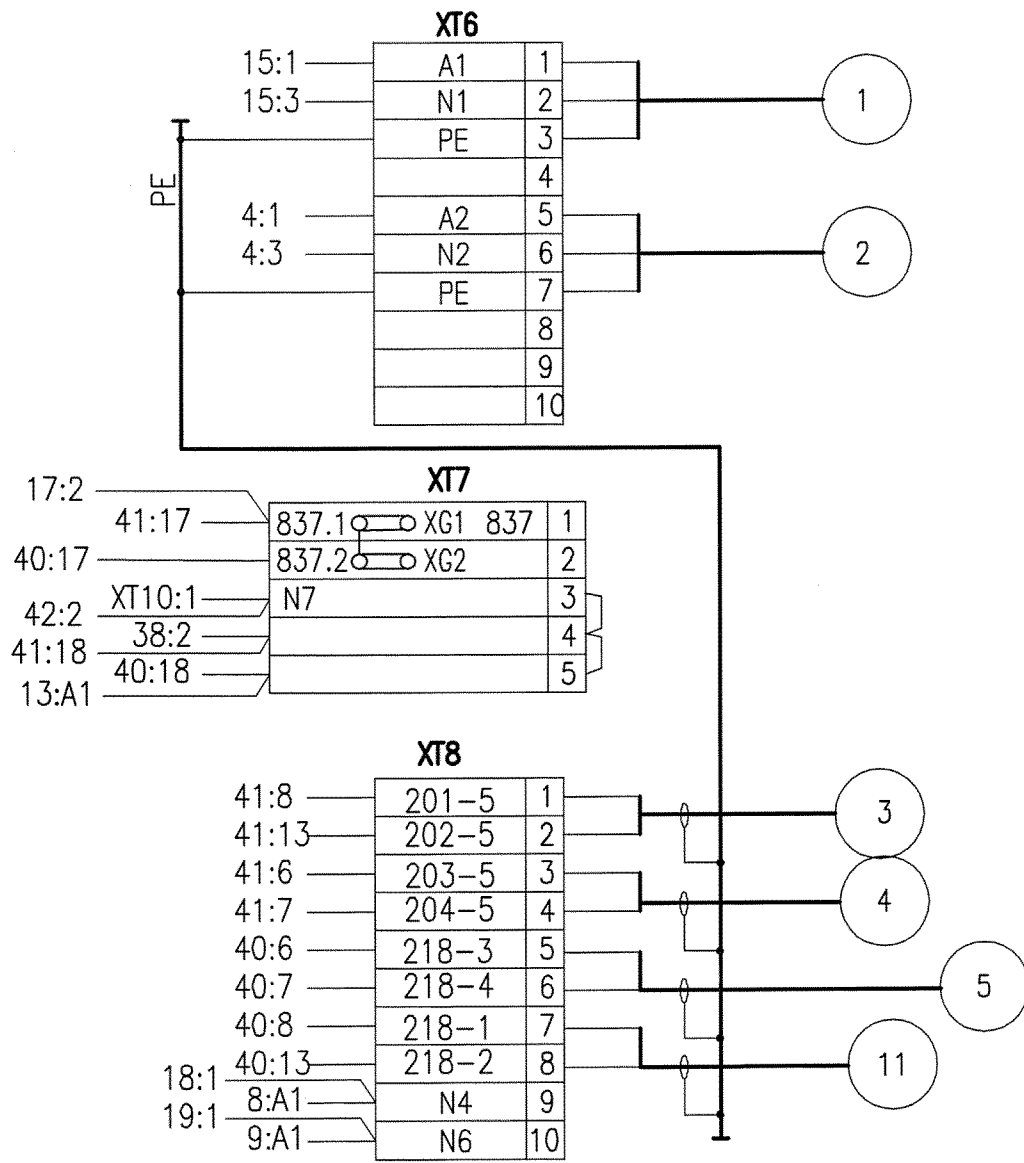 XT6
15:1 A1 1
15:3 N1 2 1
PE 3
PE
4
4:1 A2 5
4:3 N2 6 2
PE 7
8
9
10
XT7
17:2
41:17 837.1 XG1 837 1
40:17 837.2 XG2 2
XT10:1 N7 3
42:2
38:2 4
41:18
40:18 5
13:A1
XT8
41:8 201-5 1 3
41:13 202-5 2
41:6 203-5 3
41:7 204-5 4 4
40:6 218-3 5
40:7 218-4 6 5
40:8 218-1 7
40:13 218-2 8 11
18:1
8:A1 N4 9
19:1
9:A1 N6 10